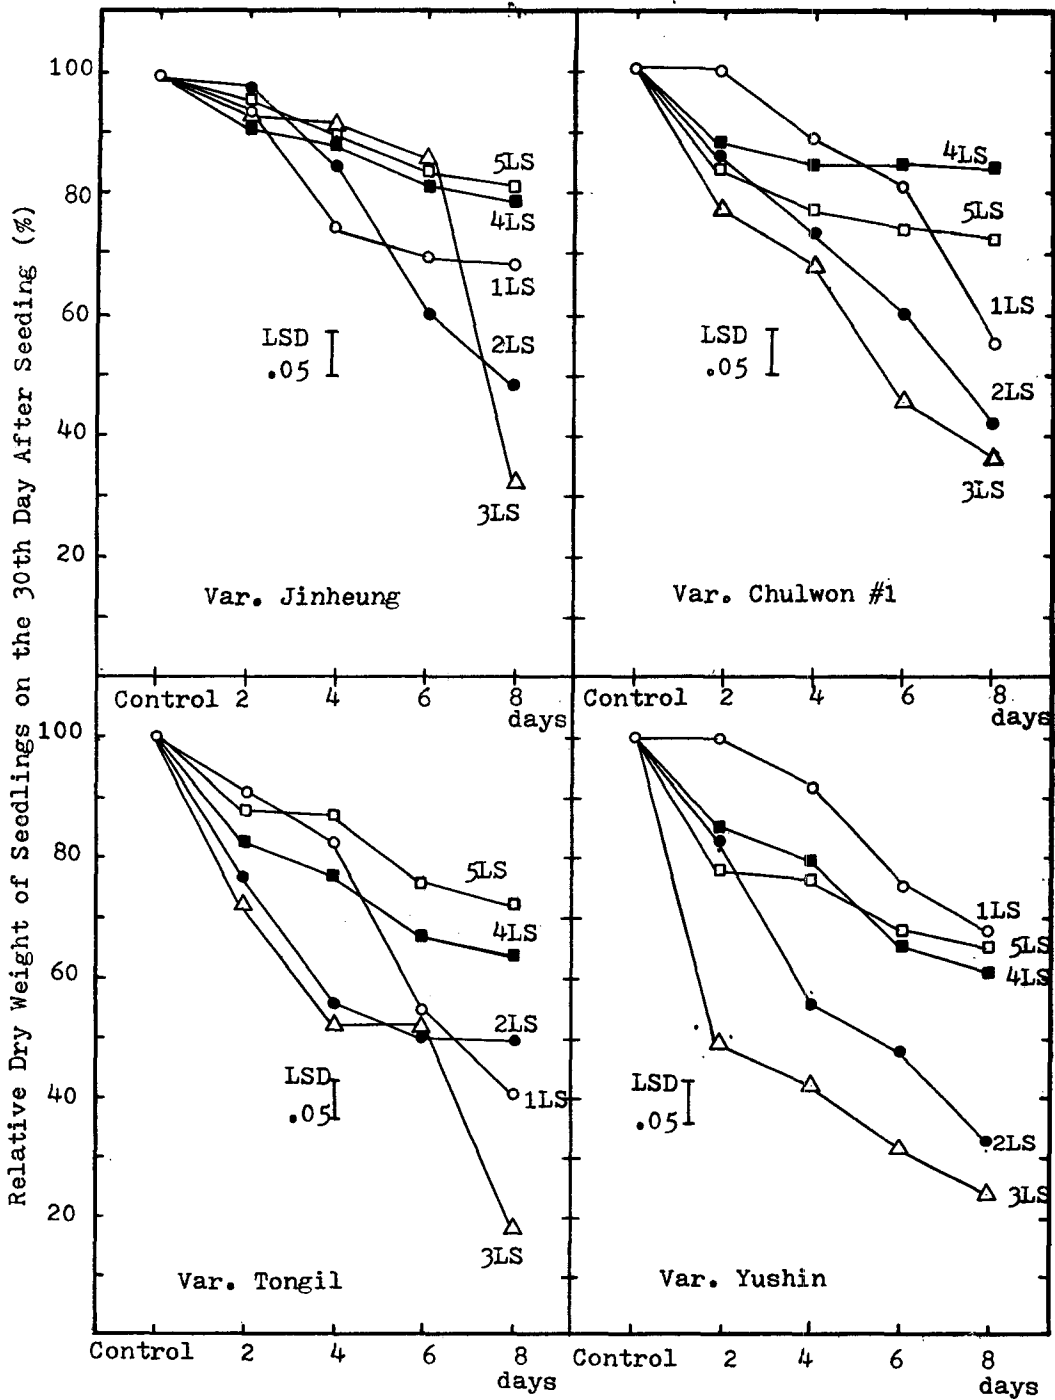 Relative Dry Weight of Seedlings on the 30th Day After Seeding (%)
100
80
60
40
20
5LS
4LS
1LS
2LS
3LS
LSD
.05
Var. Jinheung
Control 2 4 6 8
days
4LS
5LS
1LS
2LS
3LS
LSD
.05
Var. Chulwon #1
Control 2 4 6 8
days
100
80
60
40
20
5LS
4LS
2LS
1LS
3LS
LSD
.05
Var. Tongil
Control 2 4 6 8
days
1LS
5LS
4LS
2LS
3LS
LSD
.05
Var. Yushin
Control 2 4 6 8
days